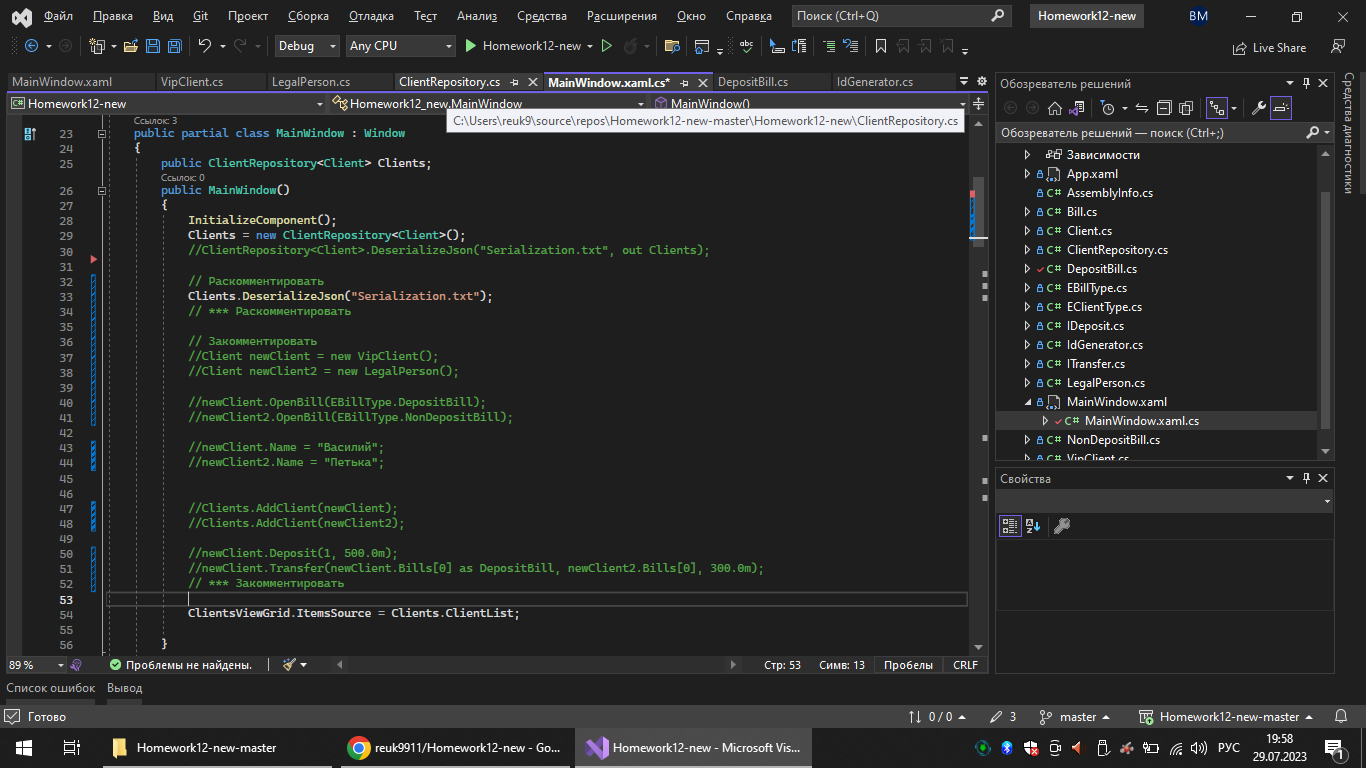 Файл Правка Вид Git Проект Сборка Отладка Тест Анализ Средства Расширения Окно Справка Поиск (Ctrl+Q) Homework12-new BM
Debug Any CPU Homework12-new Live Share
MainWindow.xaml VipClient.cs LegalPerson.cs ClientRepository.cs MainWindow.xaml.cs* DepositBill.cs IdGenerator.cs
Homework12-new Homework12_new.MainWindow MainWindow()
C:\Users\reuk9\source\repos\Homework12-new-master\Homework12-new\ClientRepository.cs
Ссылок: 3
23 public partial class MainWindow : Window
24 {
25 public ClientRepository<Client> Clients;
Ссылок: 0
26 public MainWindow()
27 {
28 InitializeComponent();
29 Clients = new ClientRepository<Client>();
30 //ClientRepository<Client>.DeserializeJson("Serialization.txt", out Clients);
31
32 // Раскомментировать
33 Clients.DeserializeJson("Serialization.txt");
34 // *** Раскомментировать
35
36 // Закомментировать
37 //Client newClient = new VipClient();
38 //Client newClient2 = new LegalPerson();
39
40 //newClient.OpenBill(EBillType.DepositBill);
41 //newClient2.OpenBill(EBillType.NonDepositBill);
42
43 //newClient.Name = "Василий";
44 //newClient2.Name = "Петька";
45
46
47 //Clients.AddClient(newClient);
48 //Clients.AddClient(newClient2);
49
50 //newClient.Deposit(1, 500.0m);
51 //newClient.Transfer(newClient.Bills[0] as DepositBill, newClient2.Bills[0], 300.0m);
52 // *** Закомментировать
53
54 ClientsViewGrid.ItemsSource = Clients.ClientList;
55
56 }
89 % Проблемы не найдены. Стр: 53 Симв: 13 Пробелы CRLF
Обозреватель решений
Обозреватель решений — поиск (Ctrl+;)
Зависимости
App.xaml
AssemblyInfo.cs
Bill.cs
Client.cs
ClientRepository.cs
DepositBill.cs
EBillType.cs
EClientType.cs
IDeposit.cs
IdGenerator.cs
ITransfer.cs
LegalPerson.cs
MainWindow.xaml
MainWindow.xaml.cs
NonDepositBill.cs
VipClient.cs
Свойства
Средства диагностики
Список ошибок Вывод
Готово 0 / 0 3 master Homework12-new-master
Homework12-new-master reuk9911/Homework12-new - Go... Homework12-new - Microsoft Vis... РУС 19:58
29.07.2023 1